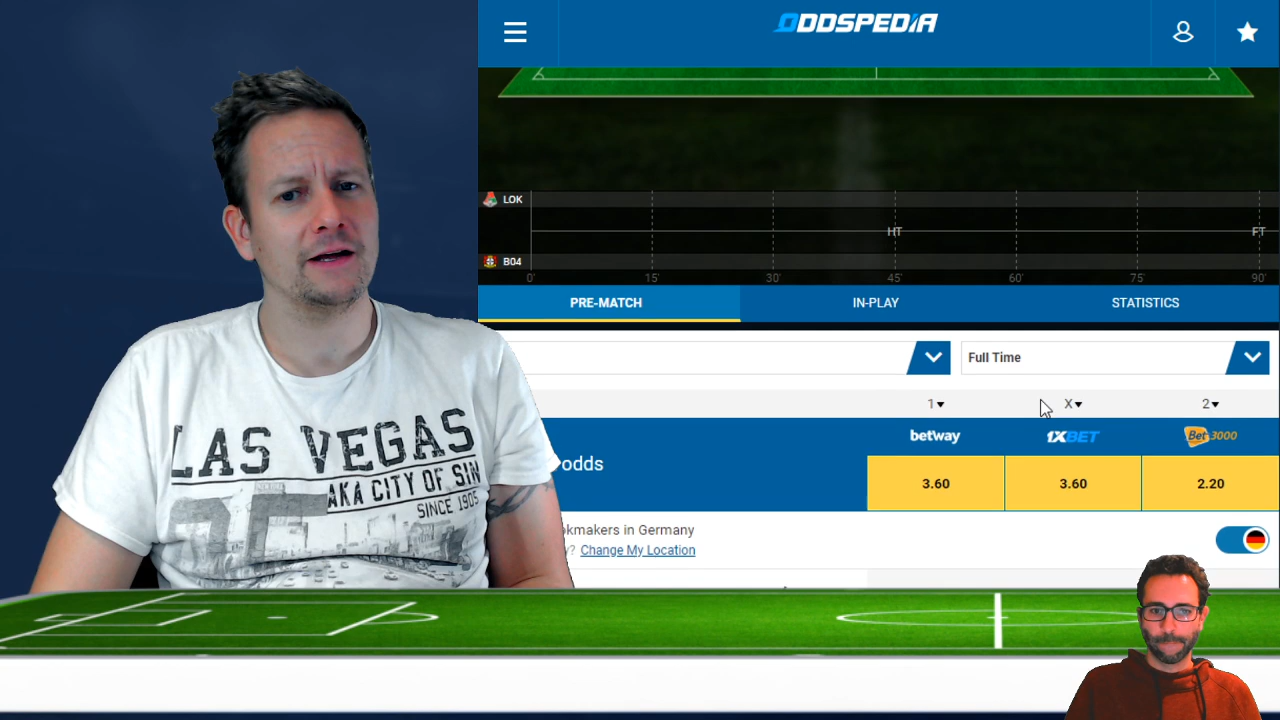 ODDSPEDIA
LOK
HT
FT
B04
0' 15' 30' 45' 60' 75' 90'
PRE-MATCH IN-PLAY STATISTICS
Full Time
1 X 2
betway 1XBET Bet3000
odds
3.60 3.60 2.20
okmakers in Germany
y? Change My Location
LAS VEGAS
AKA CITY OF SIN
SINCE 1905